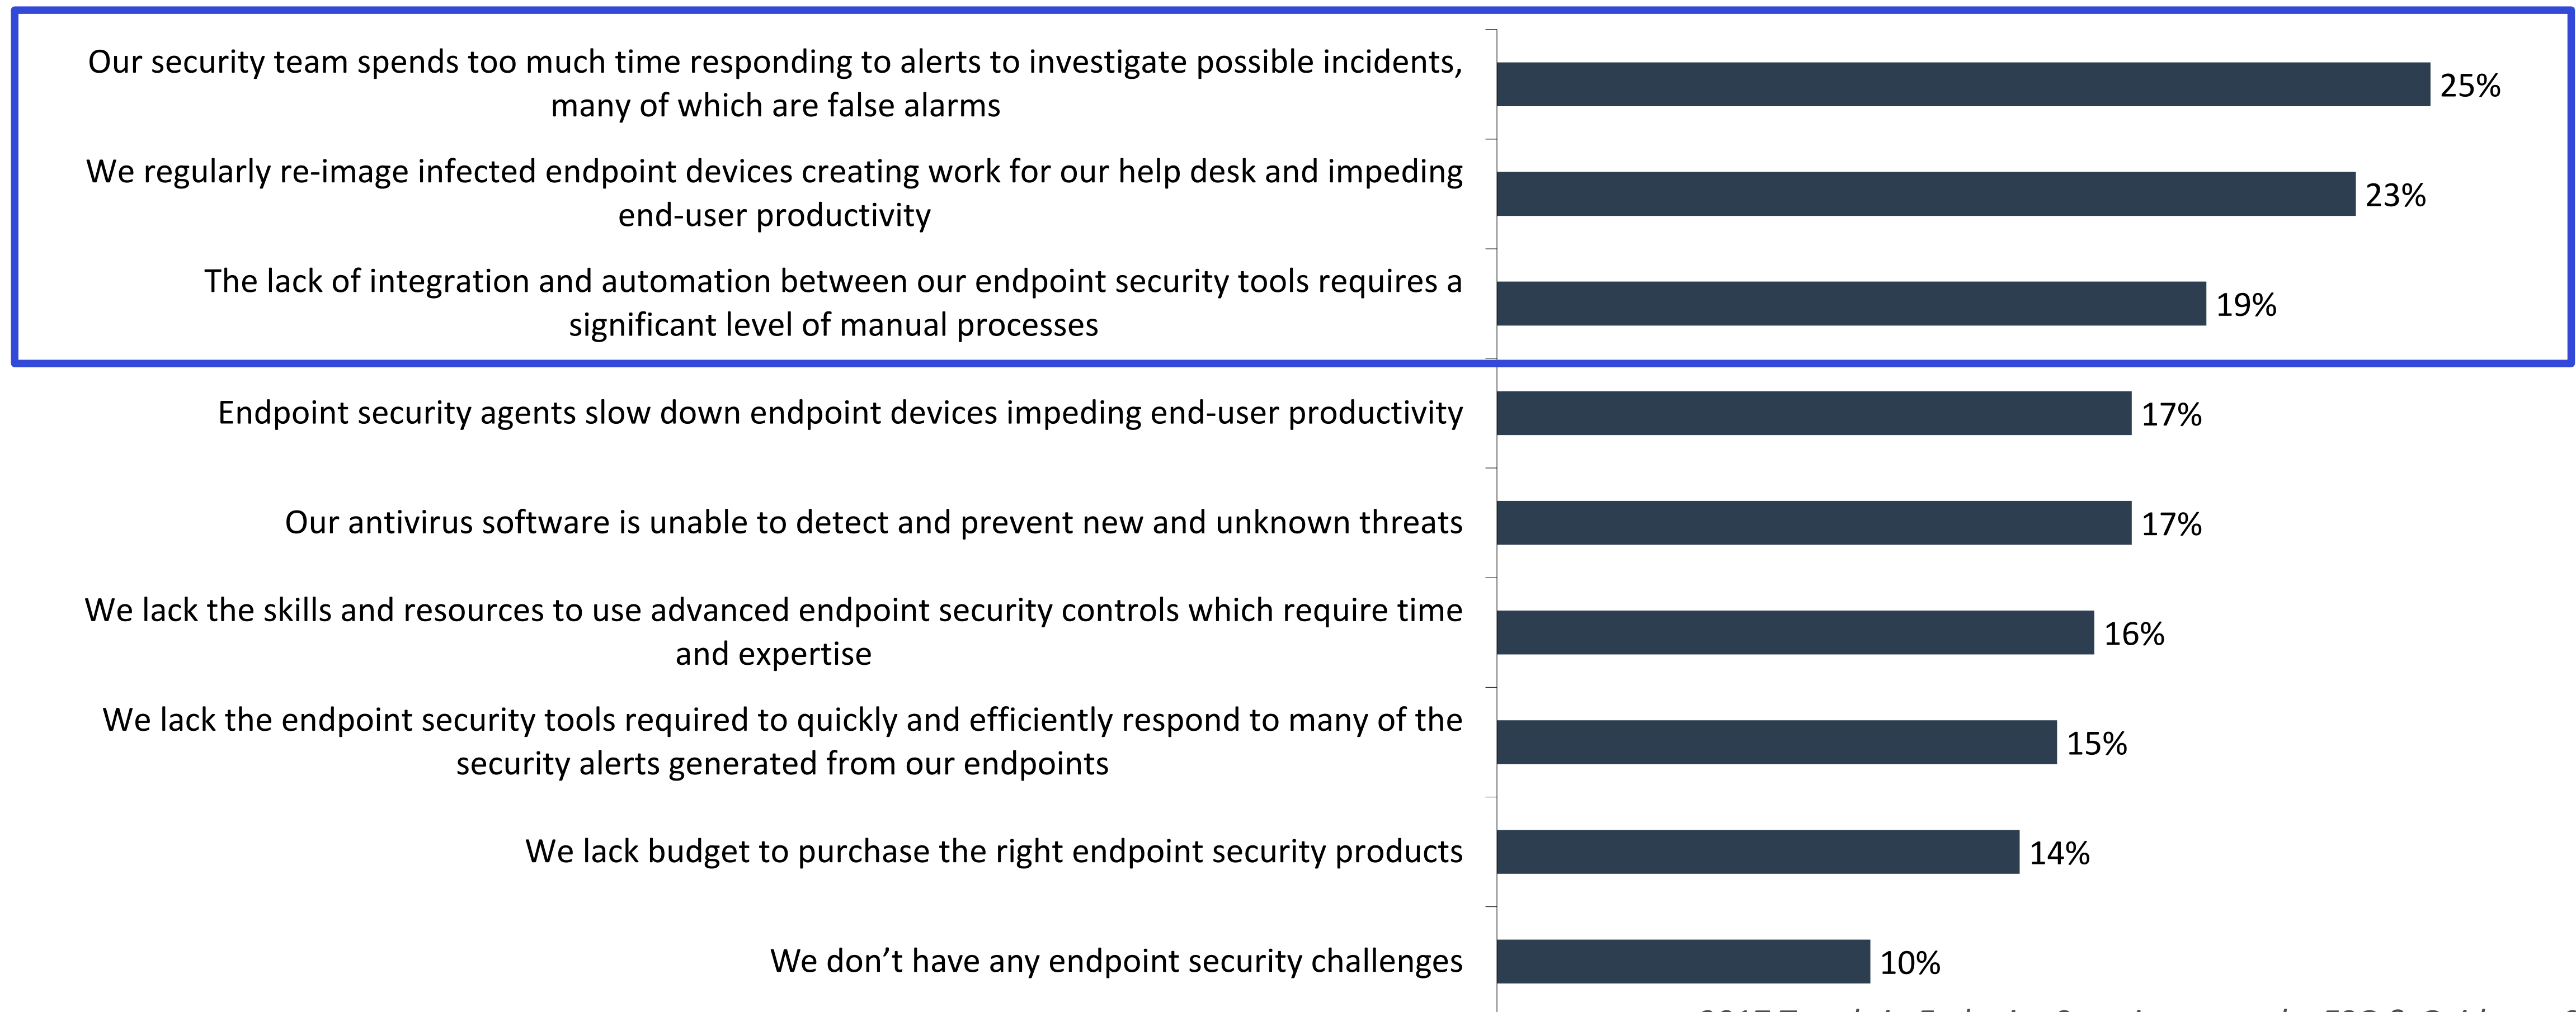 Our security team spends too much time responding to alerts to investigate possible incidents,
many of which are false alarms
25%
We regularly re-image infected endpoint devices creating work for our help desk and impeding
end-user productivity
23%
The lack of integration and automation between our endpoint security tools requires a
significant level of manual processes
19%
Endpoint security agents slow down endpoint devices impeding end-user productivity
17%
Our antivirus software is unable to detect and prevent new and unknown threats
17%
We lack the skills and resources to use advanced endpoint security controls which require time
and expertise
16%
We lack the endpoint security tools required to quickly and efficiently respond to many of the
security alerts generated from our endpoints
15%
We lack budget to purchase the right endpoint security products
14%
We don’t have any endpoint security challenges
10%